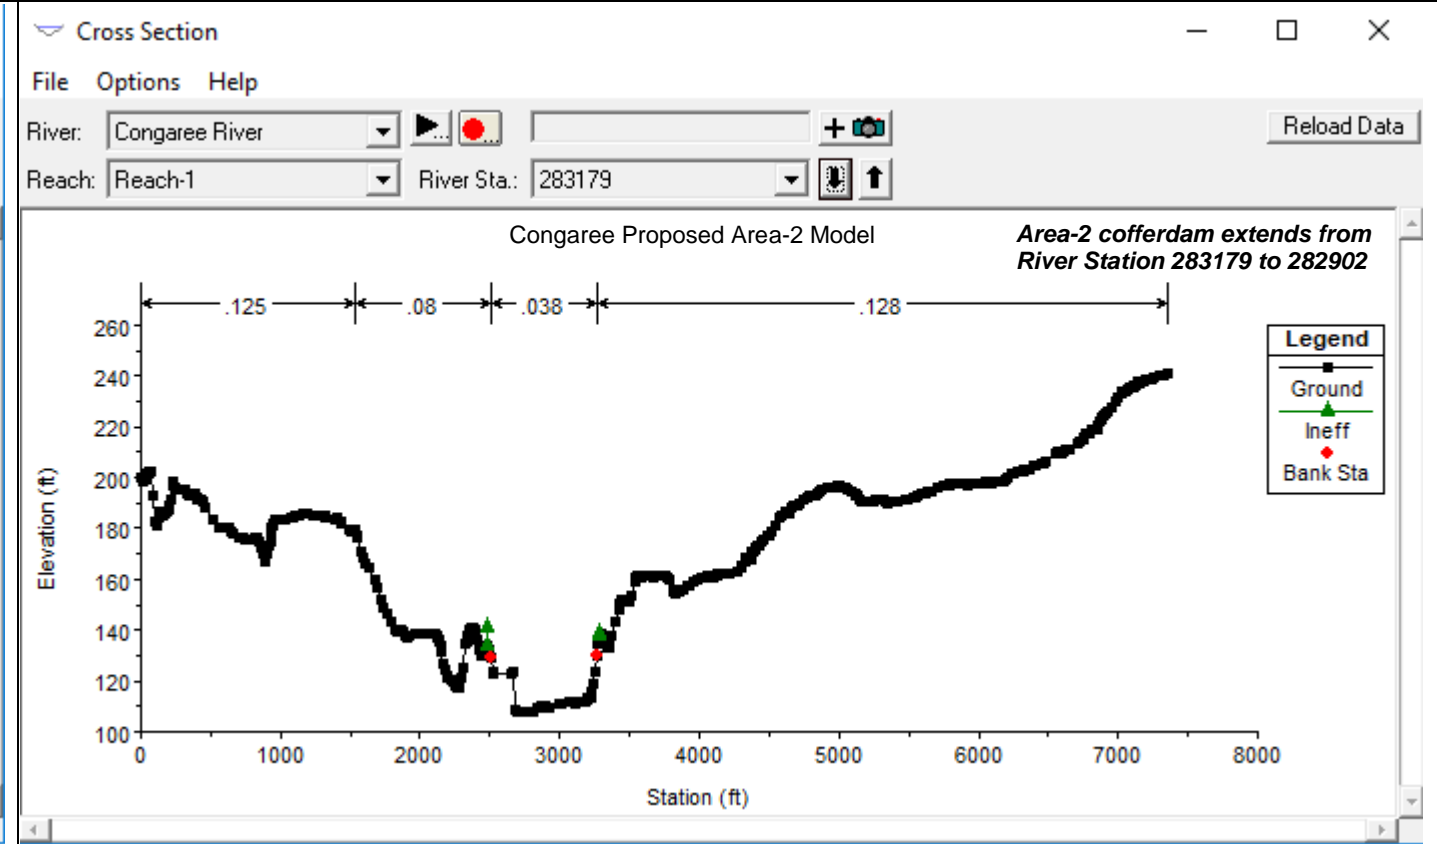 Cross Section
File Options Help
River: Congaree River ... ... + Reload Data
Reach: Reach-1 River Sta.: 283179
Congaree Proposed Area-2 Model
Area-2 cofferdam extends from
River Station 283179 to 282902
.125 .08 .038 .128
Legend
Ground
Ineff
Bank Sta
Elevation (ft)
260
240
220
200
180
160
140
120
100
0 1000 2000 3000 4000 5000 6000 7000 8000
Station (ft)